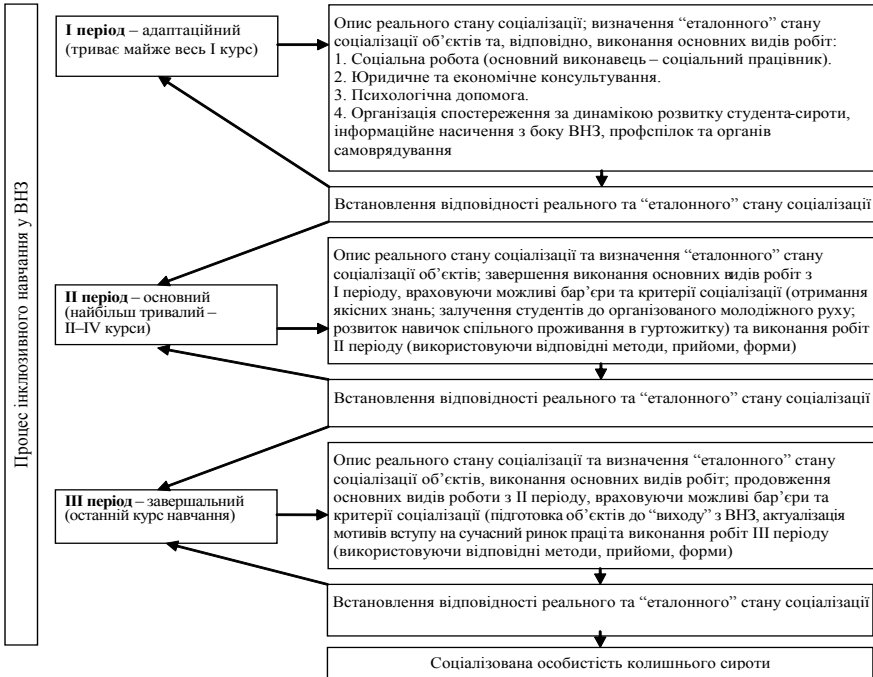 Процес інклюзивного навчання у ВНЗ
І період – адаптаційний
(триває майже весь І курс)
Опис реального стану соціалізації; визначення “еталонного” стану
соціалізації об’єктів та, відповідно, виконання основних видів робіт:
1. Соціальна робота (основний виконавець – соціальний працівник).
2. Юридичне та економічне консультування.
3. Психологічна допомога.
4. Організація спостереження за динамікою розвитку студента-сироти,
інформаційне насичення з боку ВНЗ, профспілок та органів
самоврядування
Встановлення відповідності реального та “еталонного” стану соціалізації
ІІ період – основний
(найбільш тривалий –
ІІ–ІV курси)
Опис реального стану соціалізації та визначення “еталонного” стану
соціалізації об’єктів; завершення виконання основних видів робіт з
І періоду, враховуючи можливі бар’єри та критерії соціалізації (отримання
якісних знань; залучення студентів до організованого молодіжного руху;
розвиток навичок спільного проживання в гуртожитку) та виконання робіт
ІІ періоду (використовуючи відповідні методи, прийоми, форми)
Встановлення відповідності реального та “еталонного” стану соціалізації
ІІІ період – завершальний
(останній курс навчання)
Опис реального стану соціалізації та визначення “еталонного” стану
соціалізації об’єктів, виконання основних видів робіт; продовження
основних видів роботи з ІІ періоду, враховуючи можливі бар’єри та
критерії соціалізації (підготовка об’єктів до “виходу” з ВНЗ, актуалізація
мотивів вступу на сучасний ринок праці та виконання робіт ІІІ періоду
(використовуючи відповідні методи, прийоми, форми)
Встановлення відповідності реального та “еталонного” стану соціалізації
Соціалізована особистість колишнього сироти